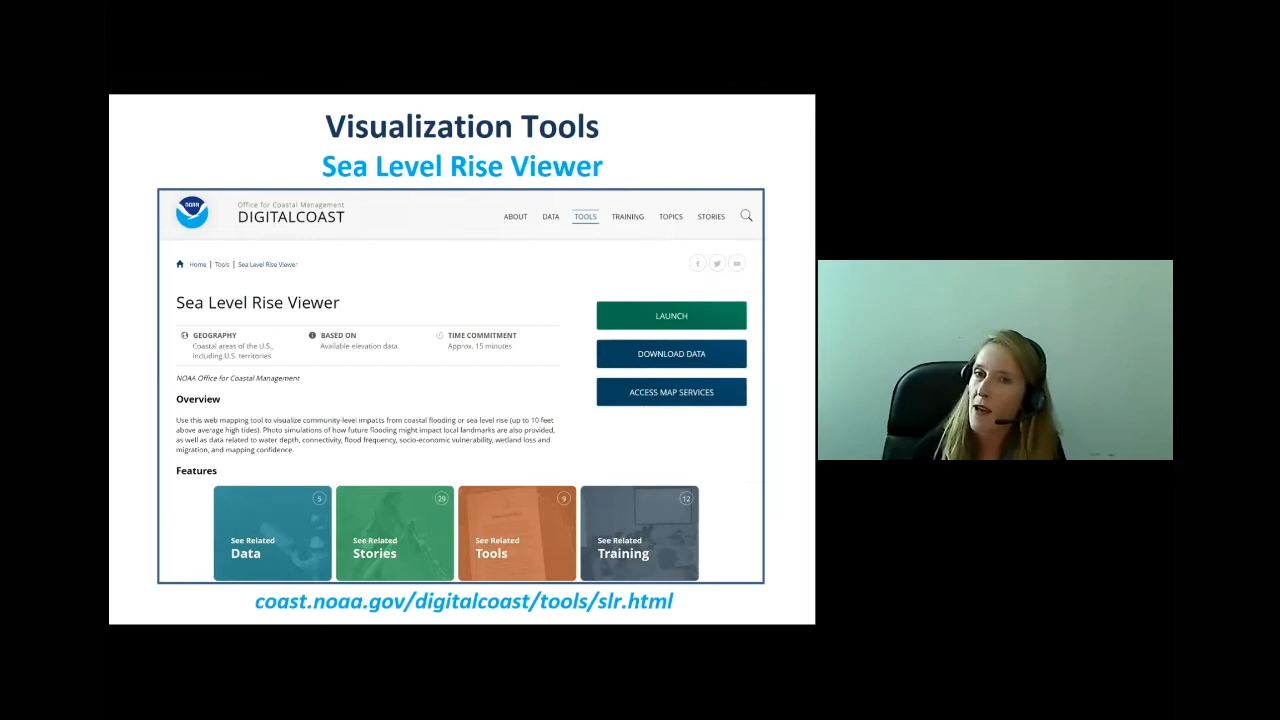 Visualization Tools
Sea Level Rise Viewer
NOAA
Office for Coastal Management
DIGITALCOAST
ABOUT DATA TOOLS TRAINING TOPICS STORIES
Home | Tools | Sea Level Rise Viewer
Sea Level Rise Viewer
LAUNCH
GEOGRAPHY
Coastal areas of the U.S.,
including U.S. territories
BASED ON
Available elevation data
TIME COMMITMENT
Approx. 15 minutes
DOWNLOAD DATA
ACCESS MAP SERVICES
NOAA Office for Coastal Management
Overview
Use this web mapping tool to visualize community-level impacts from coastal flooding or sea level rise (up to 10 feet
above average high tides). Photo simulations of how future flooding might impact local landmarks are also provided,
as well as data related to water depth, connectivity, flood frequency, socio-economic vulnerability, wetland loss and
migration, and mapping confidence.
Features
5
See Related
Data
29
See Related
Stories
9
See Related
Tools
12
See Related
Training
coast.noaa.gov/digitalcoast/tools/slr.html